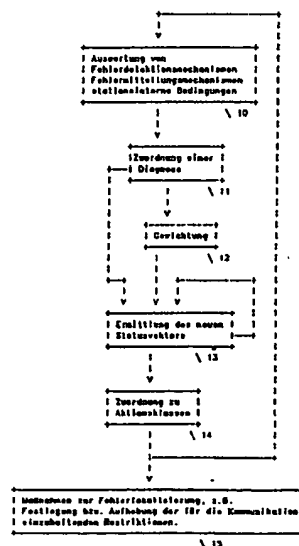 Auswertung von
Fehlerdetektionsmechanismen
Fehlermitteilungsmechanismen
stationsinterne Bedingungen
10
Zuordnung einer
Diagnose
11
Gewichtung
12
Ermittlung des neuen
Statusvektors
13
Zuordnung zu
Aktionsklassen
14
Maßnahmen zur Fehlerlokalisierung, z.B.
Festlegung bzw. Aufhebung der für die Kommunikation
einzuhaltenden Restriktionen.
15